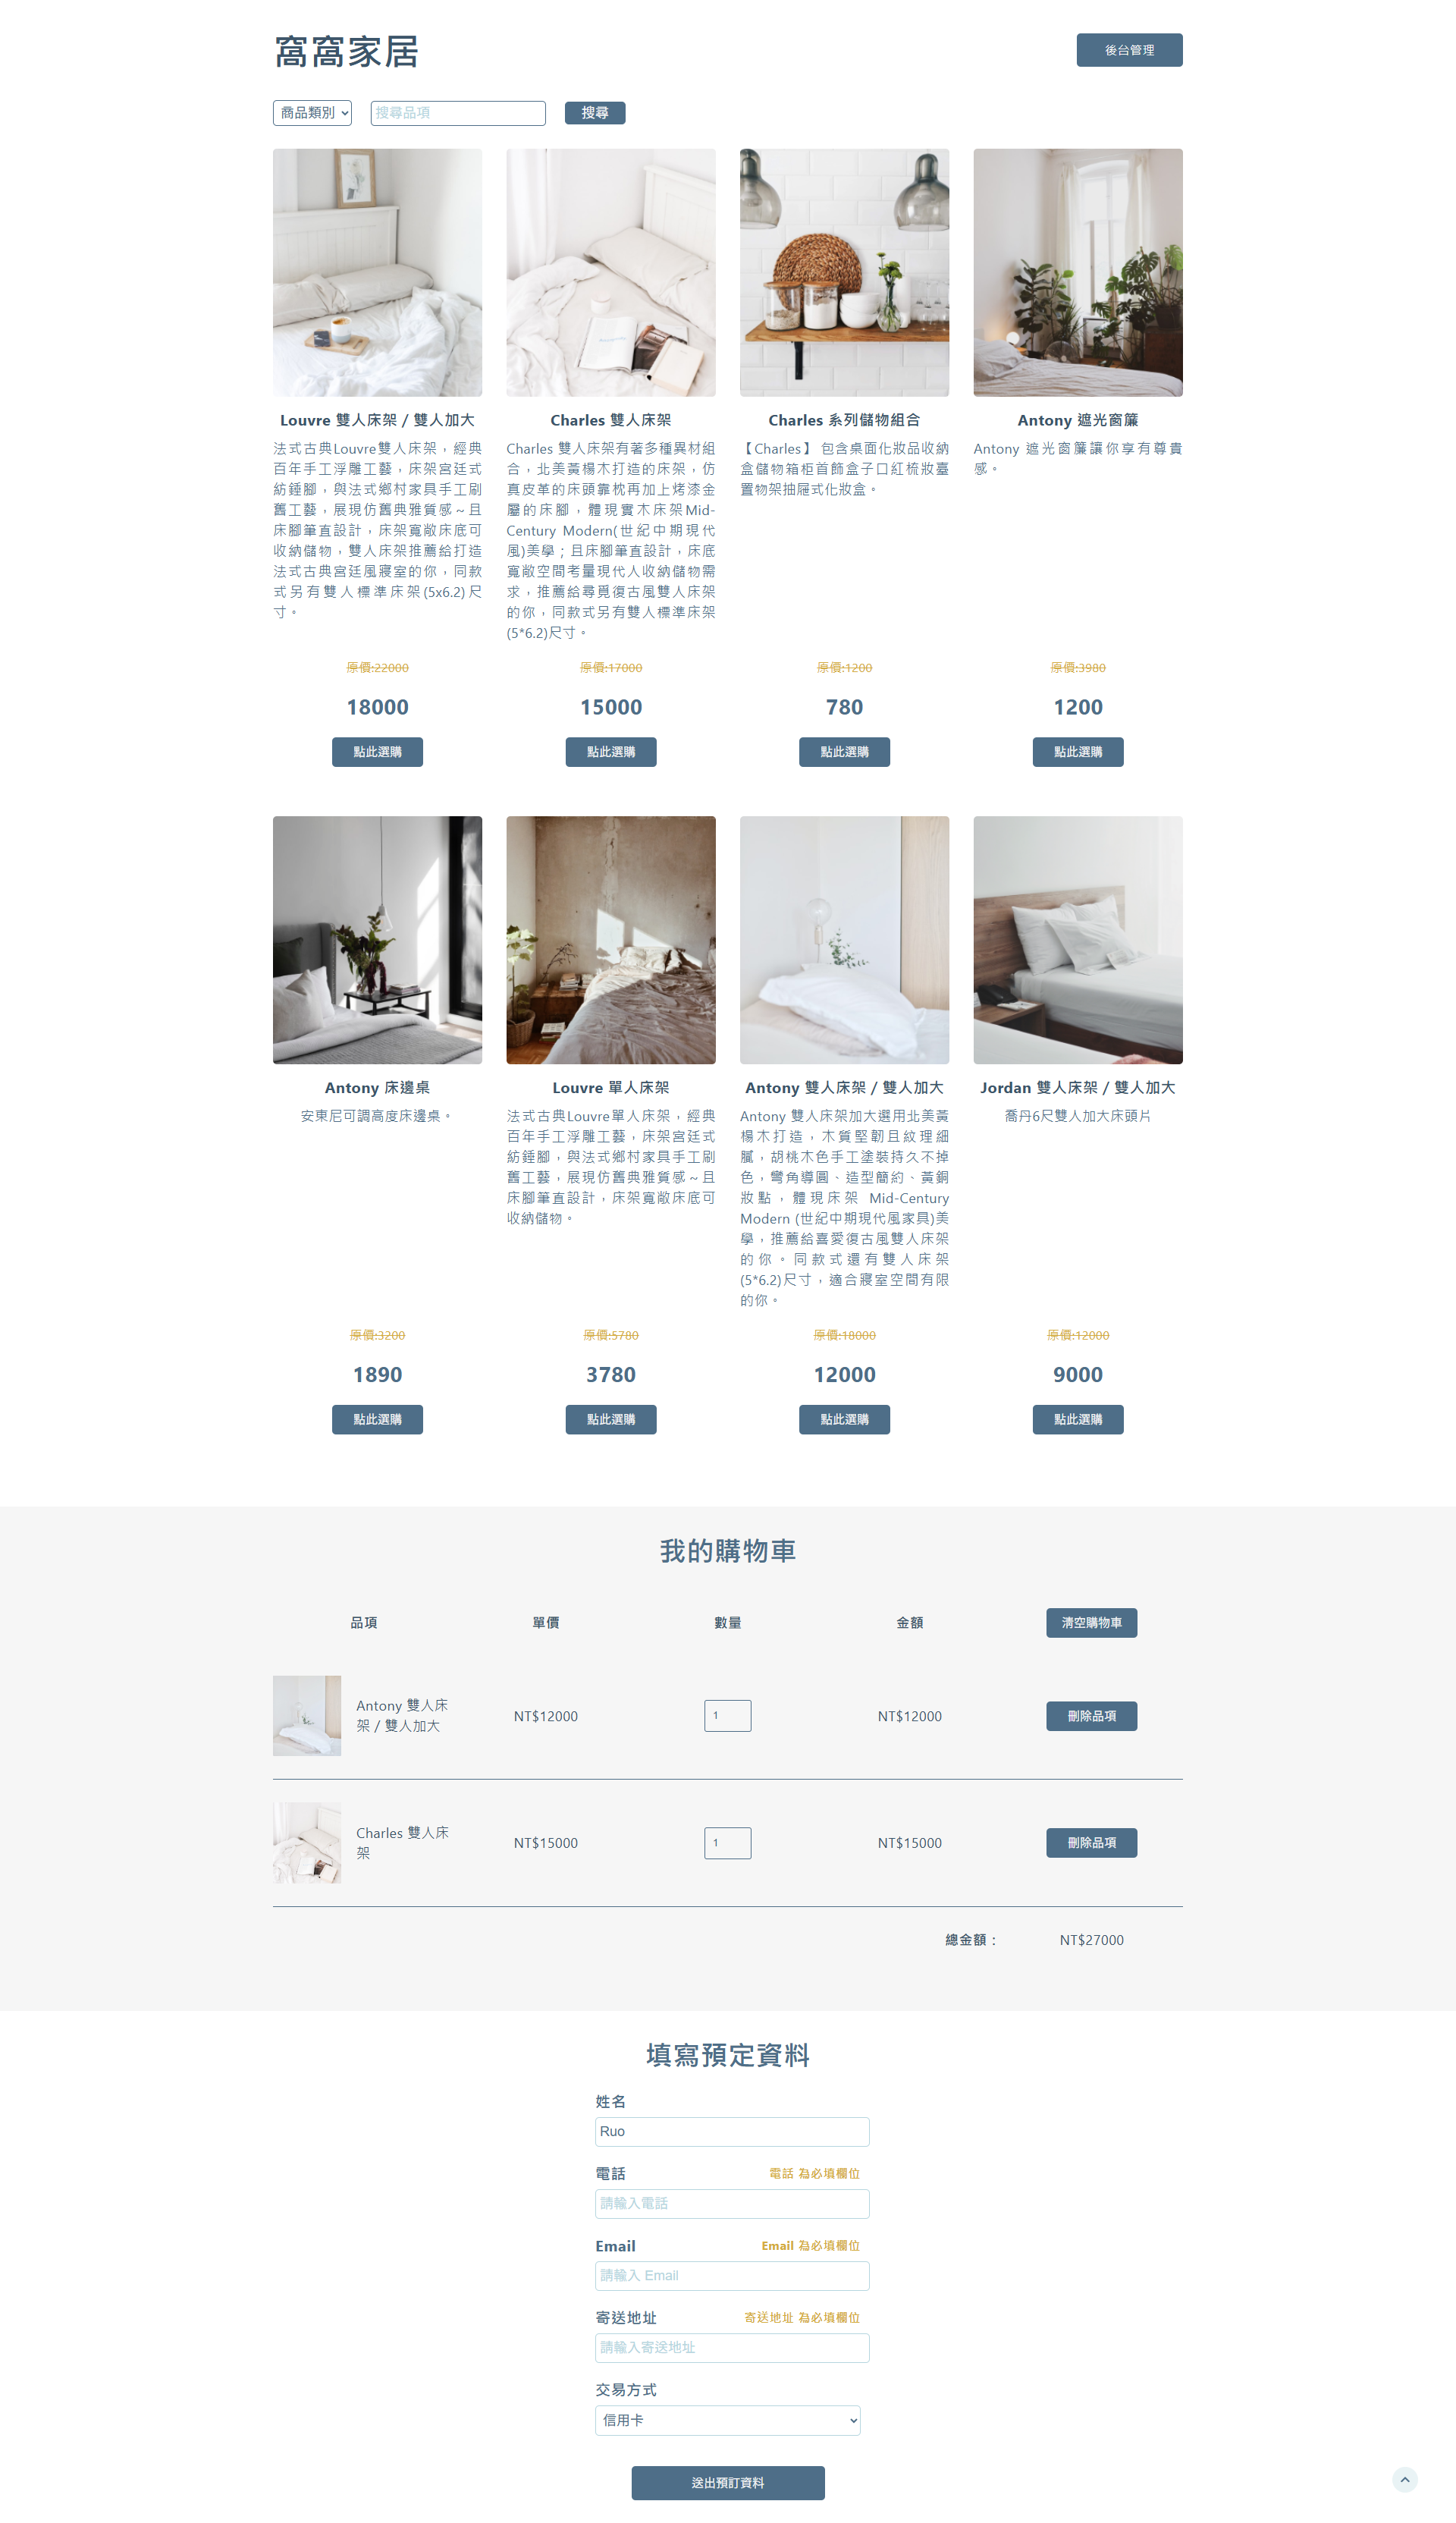 窩窩家居
後台管理
商品類別
搜尋品項
搜尋
Louvre 雙人床架 / 雙人加大
法式古典Louvre雙人床架，經典
百年手工浮雕工藝，床架宮廷式
紡錘腳，與法式鄉村家具手工刷
舊工藝，展現仿舊典雅質感～且
床腳筆直設計，床架寬敞床底可
收納儲物，雙人床架推薦給打造
法式古典宮廷風寢室的你，同款
式另有雙人標準床架(5x6.2)尺
寸。
原價:22000
18000
點此選購
Charles 雙人床架
Charles 雙人床架有著多種異材組
合，北美黃楊木打造的床架，仿
真皮革的床頭靠枕再加上烤漆金
屬的床腳，體現實木床架Mid-
Century Modern(世紀中期現代
風)美學；且床腳筆直設計，床底
寬敞空間考量現代人收納儲物需
求，推薦給尋覓復古風雙人床架
的你，同款式另有雙人標準床架
(5*6.2)尺寸。
原價:17000
15000
點此選購
Charles 系列儲物組合
【Charles】包含桌面化妝品收納
盒儲物箱柜首飾盒子口紅梳妝臺
置物架抽屜式化妝盒。
原價:1200
780
點此選購
Antony 遮光窗簾
Antony 遮光窗簾讓你享有尊貴
感。
原價:3980
1200
點此選購
Antony 床邊桌
安東尼可調高度床邊桌。
原價:3200
1890
點此選購
Louvre 單人床架
法式古典Louvre單人床架，經典
百年手工浮雕工藝，床架宮廷式
紡錘腳，與法式鄉村家具手工刷
舊工藝，展現仿舊典雅質感～且
床腳筆直設計，床架寬敞床底可
收納儲物。
原價:5780
3780
點此選購
Antony 雙人床架 / 雙人加大
Antony 雙人床架加大選用北美黃
楊木打造，木質堅韌且紋理細
膩，胡桃木色手工塗裝持久不掉
色，彎角導圓、造型簡約、黃銅
妝點，體現床架 Mid-Century
Modern (世紀中期現代風家具)美
學，推薦給喜愛復古風雙人床架
的你。同款式還有雙人床架
(5*6.2)尺寸，適合寢室空間有限
的你。
原價:18000
12000
點此選購
Jordan 雙人床架 / 雙人加大
喬丹6尺雙人加大床頭片
原價:12000
9000
點此選購
我的購物車
品項 單價 數量 金額 清空購物車
Antony 雙人床
架 / 雙人加大
NT$12000 1 NT$12000 刪除品項
Charles 雙人床
架
NT$15000 1 NT$15000 刪除品項
總金額： NT$27000
填寫預定資料
姓名
Ruo
電話 電話 為必填欄位
請輸入電話
Email Email 為必填欄位
請輸入 Email
寄送地址 寄送地址 為必填欄位
請輸入寄送地址
交易方式
信用卡
送出預訂資料